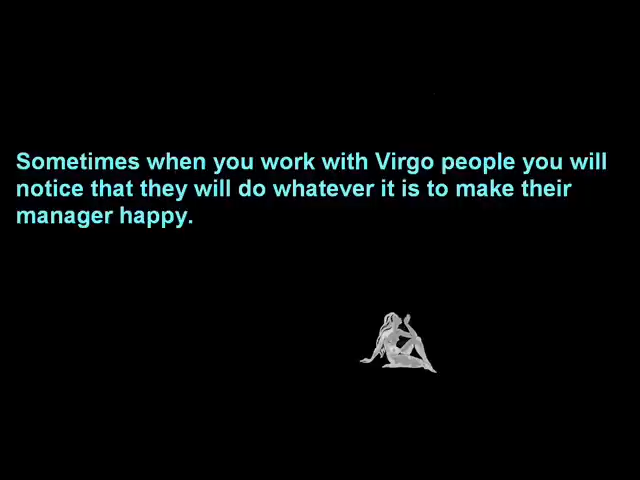 Sometimes when you work with Virgo people you will
notice that they will do whatever it is to make their
manager happy.